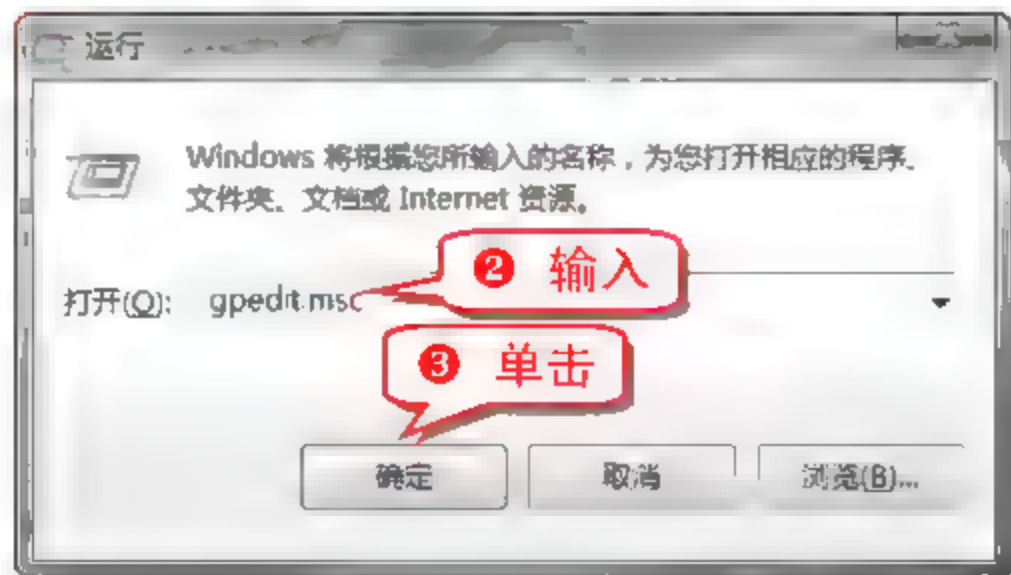 运行
Windows 将根据您所输入的名称，为您打开相应的程序、
文件夹、文档或 Internet 资源。
❷ 输入
打开(O): gpedit.msc
❸ 单击
确定 取消 浏览(B)...